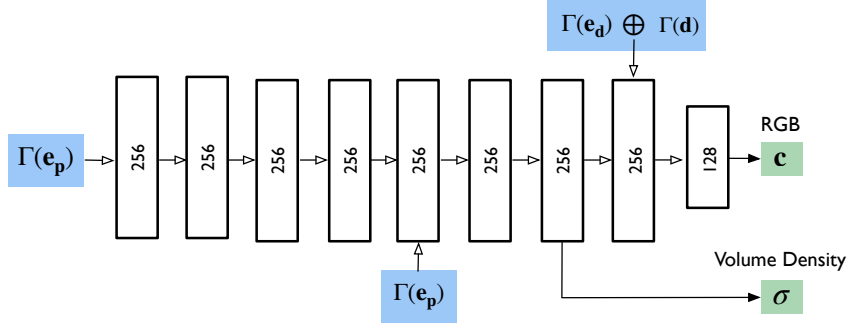 Γ(e_d) ⊕ Γ(d)
Γ(e_p)
256
256
256
256
256
256
256
256
128
RGB
c
Γ(e_p)
Volume Density
σ